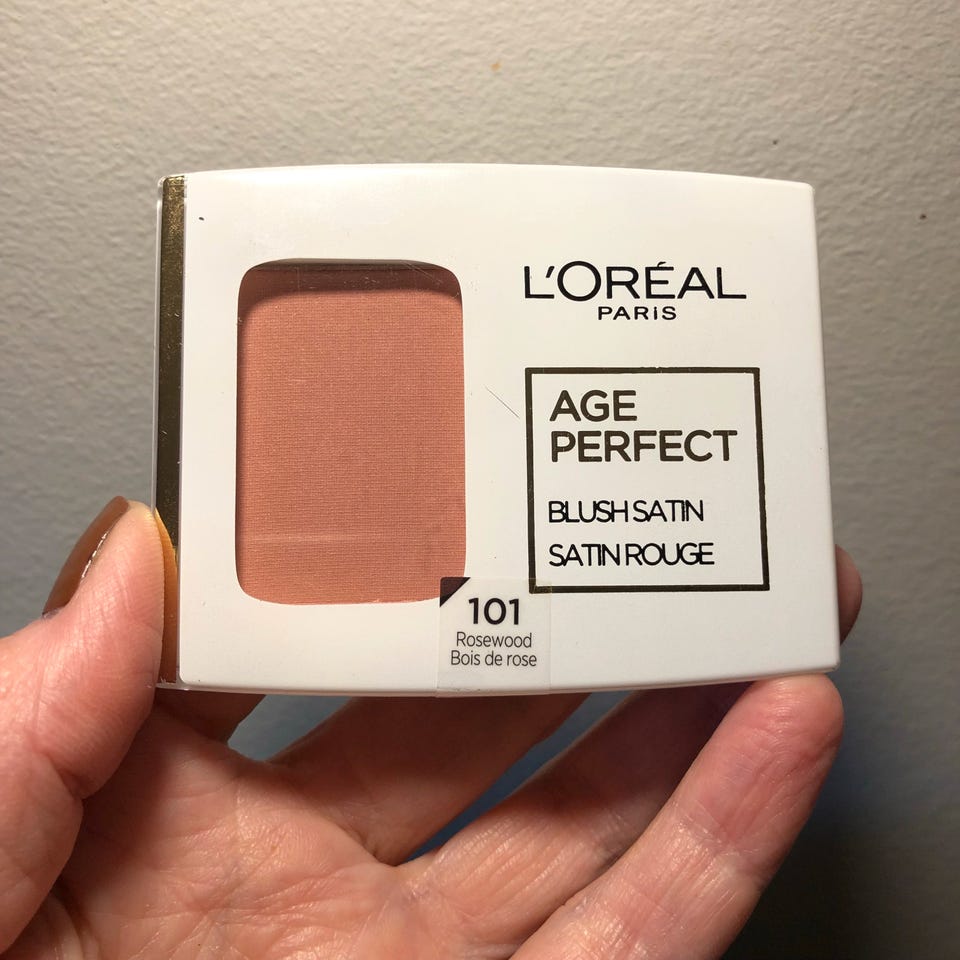 L'ORÉAL
PARIS
AGE
PERFECT
BLUSH SATIN
SATIN ROUGE
101
Rosewood
Bois de rose